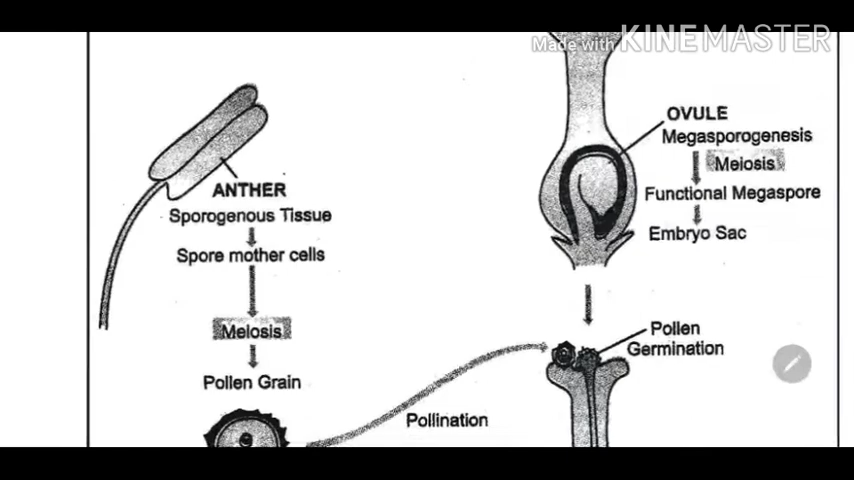 Made with KINEMASTER
OVULE
Megasporogenesis
Meiosis
Functional Megaspore
Embryo Sac
ANTHER
Sporogenous Tissue
Spore mother cells
Meiosis
Pollen Grain
Pollination
Pollen
Germination